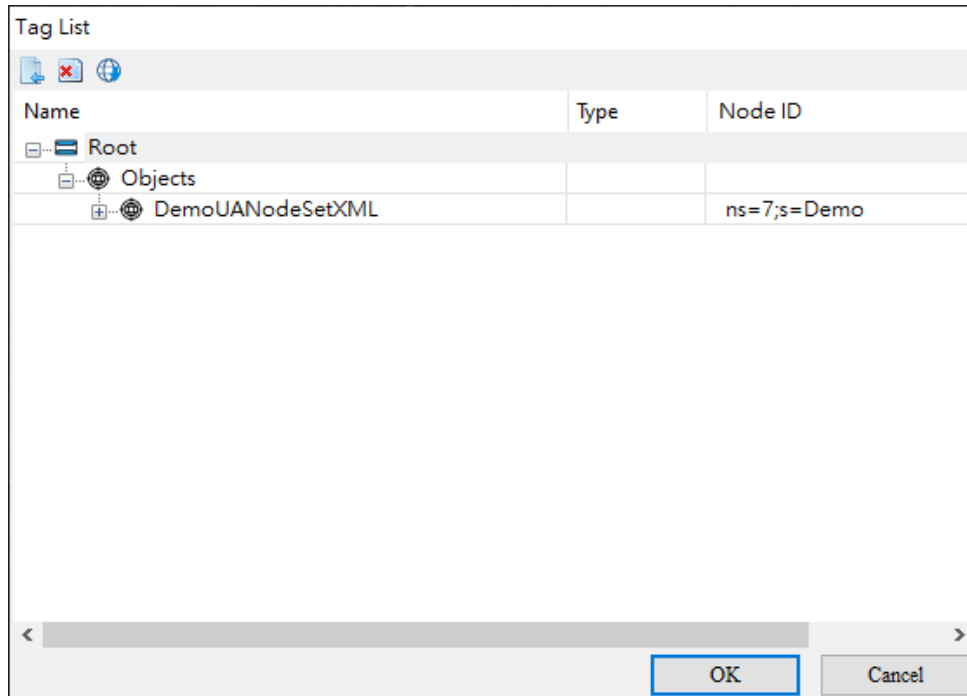 Tag List
Name Type Node ID
Root
Objects
DemoUANodeSetXML ns=7;s=Demo
OK Cancel